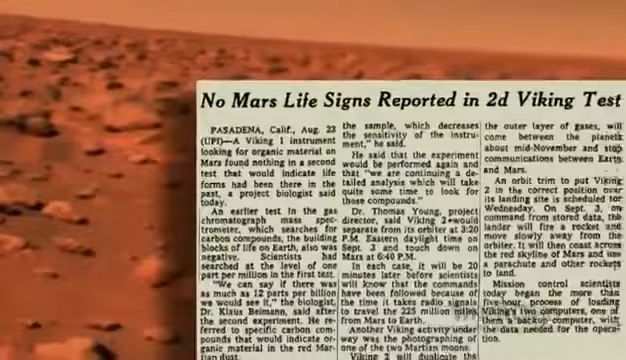 No Mars Life Signs Reported in 2d Viking Test
PASADENA, Calif., Aug. 23
(UPI)—A Viking 1 instrument
looking for organic material on
Mars found nothing in a second
test that would indicate life
forms had been there in the
past, a project biologist said
today.
An earlier test in the gas
chromatograph mass spec-
trometer, which searches for
carbon compounds, the building
blocks of life on Earth, also was
negative. Scientists had
searched at the level of one
part per million in the first test.
"We can say if there was
as much as 12 parts per billion
we would see it," the biologist,
Dr. Klaus Beimann, said after
the second experiment. He re-
ferred to specific carbon com-
pounds that would indicate or-
ganic material in the red Mar-
tian dust.
the sample, which decreases
the sensitivity of the instru-
ment," he said.
He said that the experiment
would be performed again and
that "we are continuing a de-
tailed analysis which will take
quite some time to look for
those compounds."
Dr. Thomas Young, project
director, said Viking 2 would
separate from its orbiter at 3:20
P.M. Eastern daylight time on
Sept. 3 and touch down on
Mars at 6:40 P.M.
In each case, it will be 20
minutes later before scientists
will know that the commands
have been followed because of
the time it takes radio signals
to travel the 225 million miles
from Mars to Earth.
Another Viking activity under
way was the photographing of
one of the two Martian moons.
Viking 2 will duplicate the
the outer layer of gases, will
come between the planets
about mid-November and stop
communications between Earth
and Mars.
An orbit trim to put Viking
2 in the correct position over
its landing site is scheduled for
Wednesday. On Sept. 3, on
command from stored data, the
lander will fire a rocket and
move slowly away from the
orbiter. It will then coast across
the red skyline of Mars and use
a parachute and other rockets
to land.
Mission control scientists
today began the more than
five-hour, process of loading
Viking's two computers, one of
them a backup computer, with
the data needed for the opera-
tion.